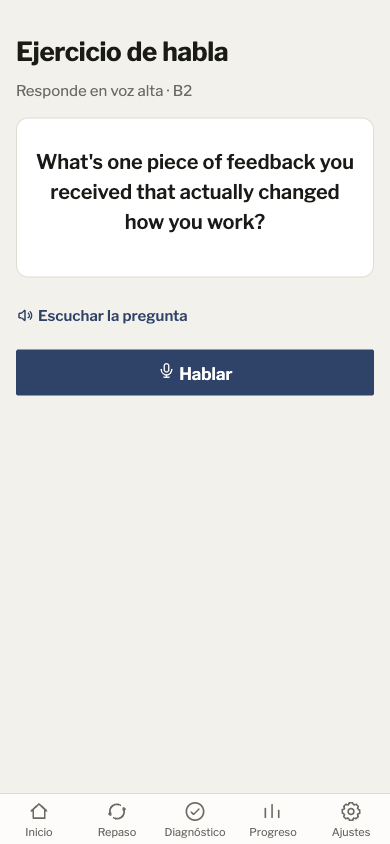 Ejercicio de habla
Responde en voz alta · B2
What's one piece of feedback you
received that actually changed
how you work?
Escuchar la pregunta
Hablar
Inicio
Repaso
Diagnóstico
Progreso
Ajustes